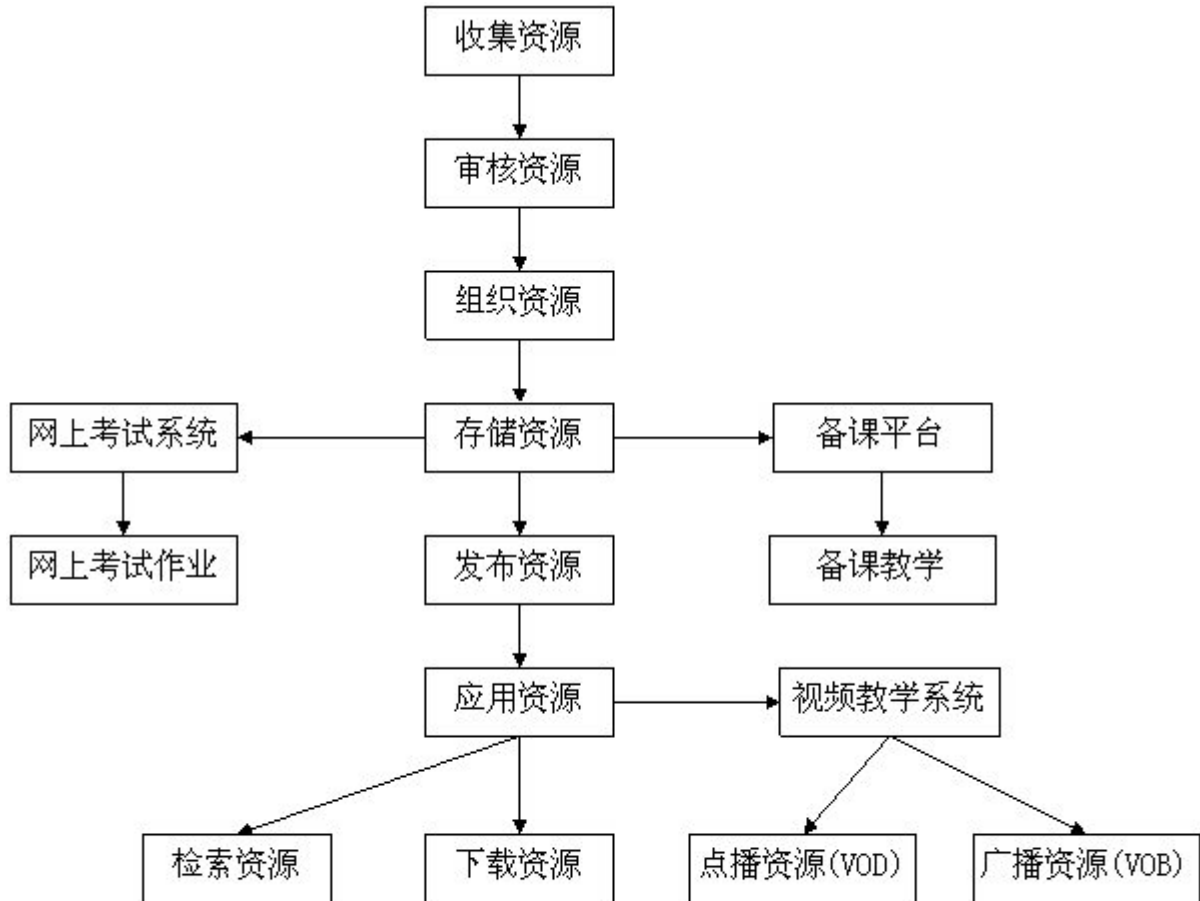 收集资源
审核资源
组织资源
网上考试系统
存储资源
备课平台
网上考试作业
发布资源
备课教学
应用资源
视频教学系统
检索资源
下载资源
点播资源(VOD)
广播资源(VOB)